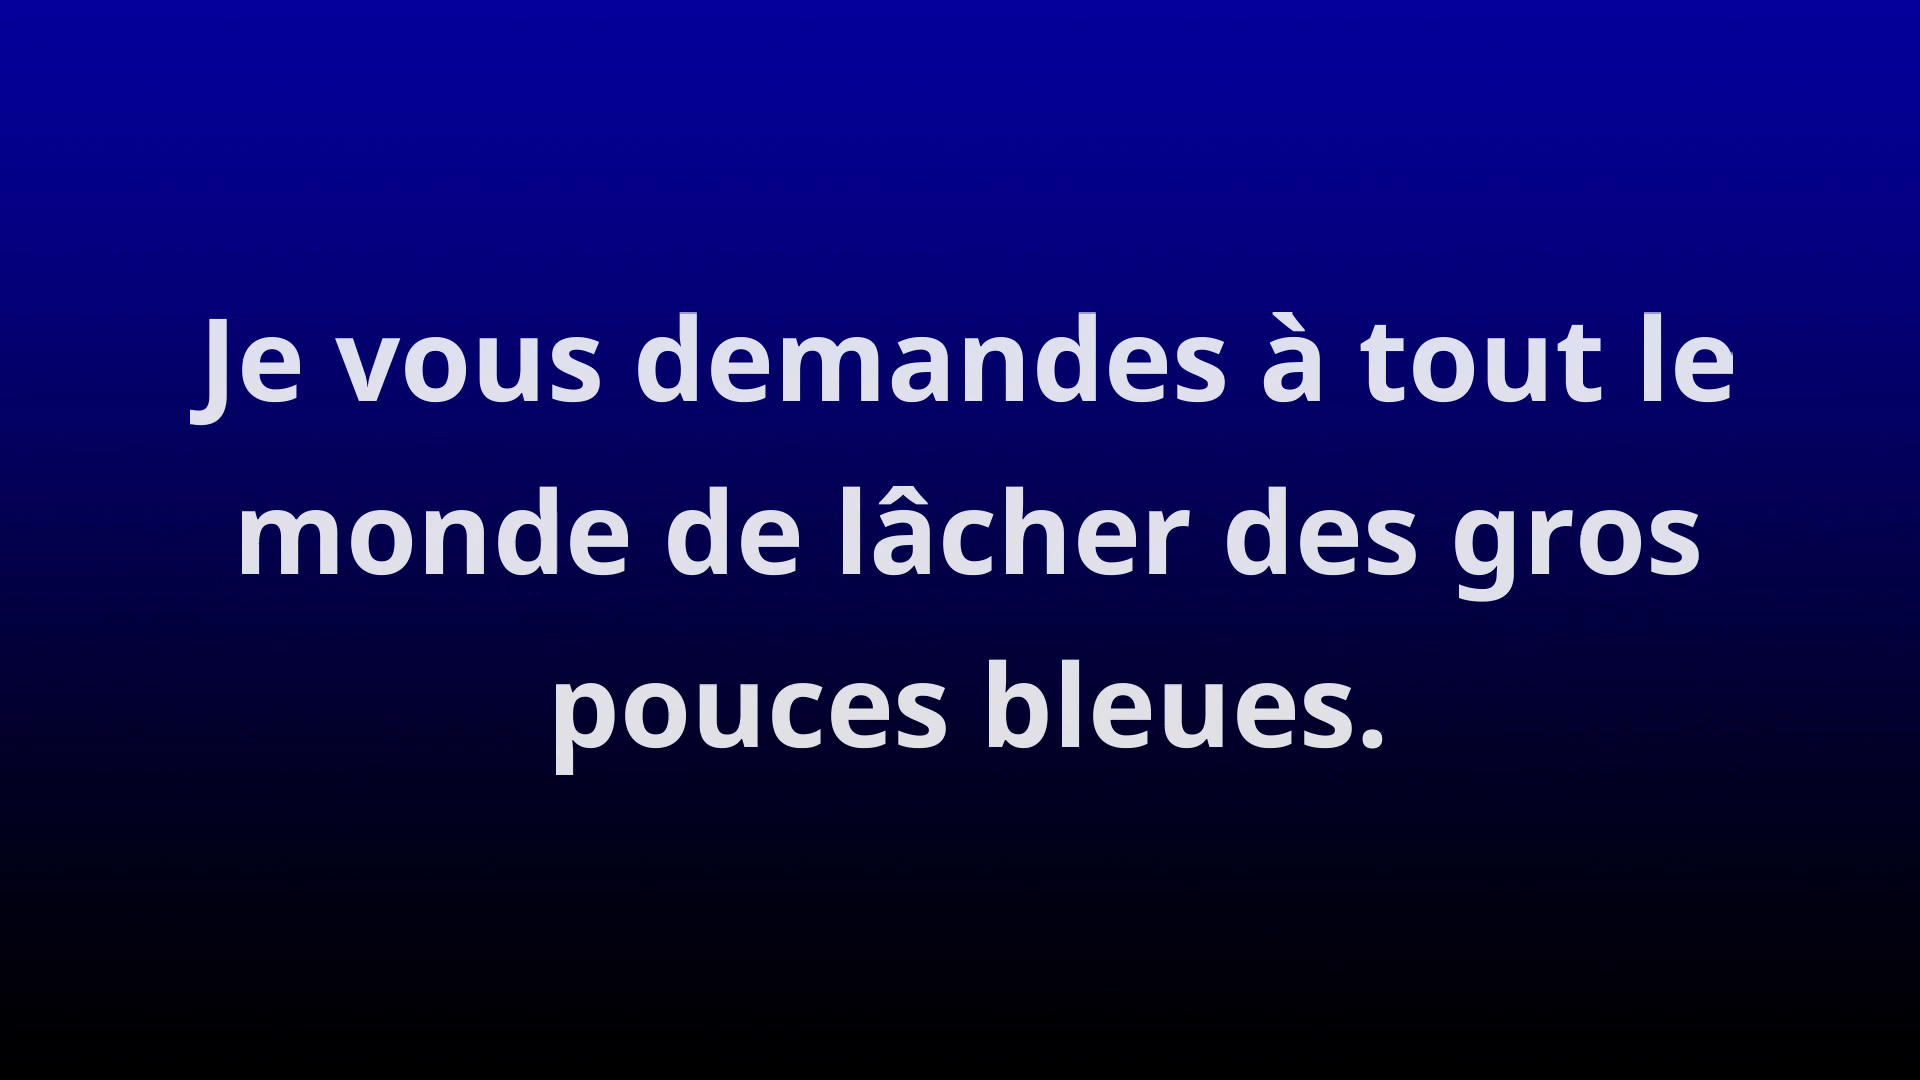 Je vous demandes à tout le
monde de lâcher des gros
pouces bleues.